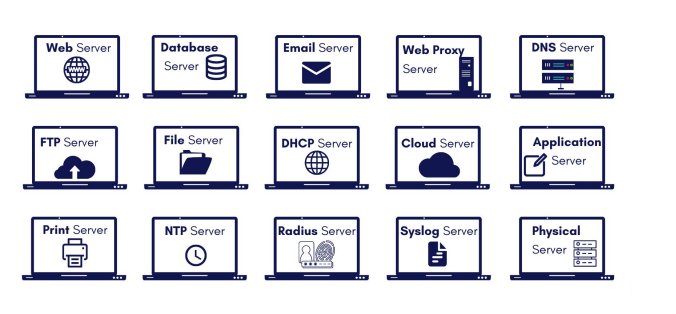 Web Server
Database
Server
Email Server
Web Proxy
Server
DNS Server
FTP Server
File Server
DHCP Server
Cloud Server
Application
Server
Print Server
NTP Server
Radius Server
Syslog Server
Physical
Server